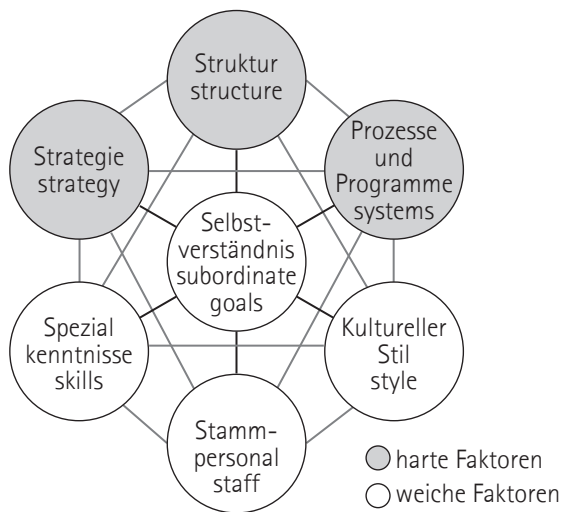 Struktur
structure
Strategie
strategy
Prozesse
und
Programme
systems
Selbst-
verständnis
subordinate
goals
Spezial
kenntnisse
skills
Kultureller
Stil
style
Stamm-
personal
staff
harte Faktoren
weiche Faktoren